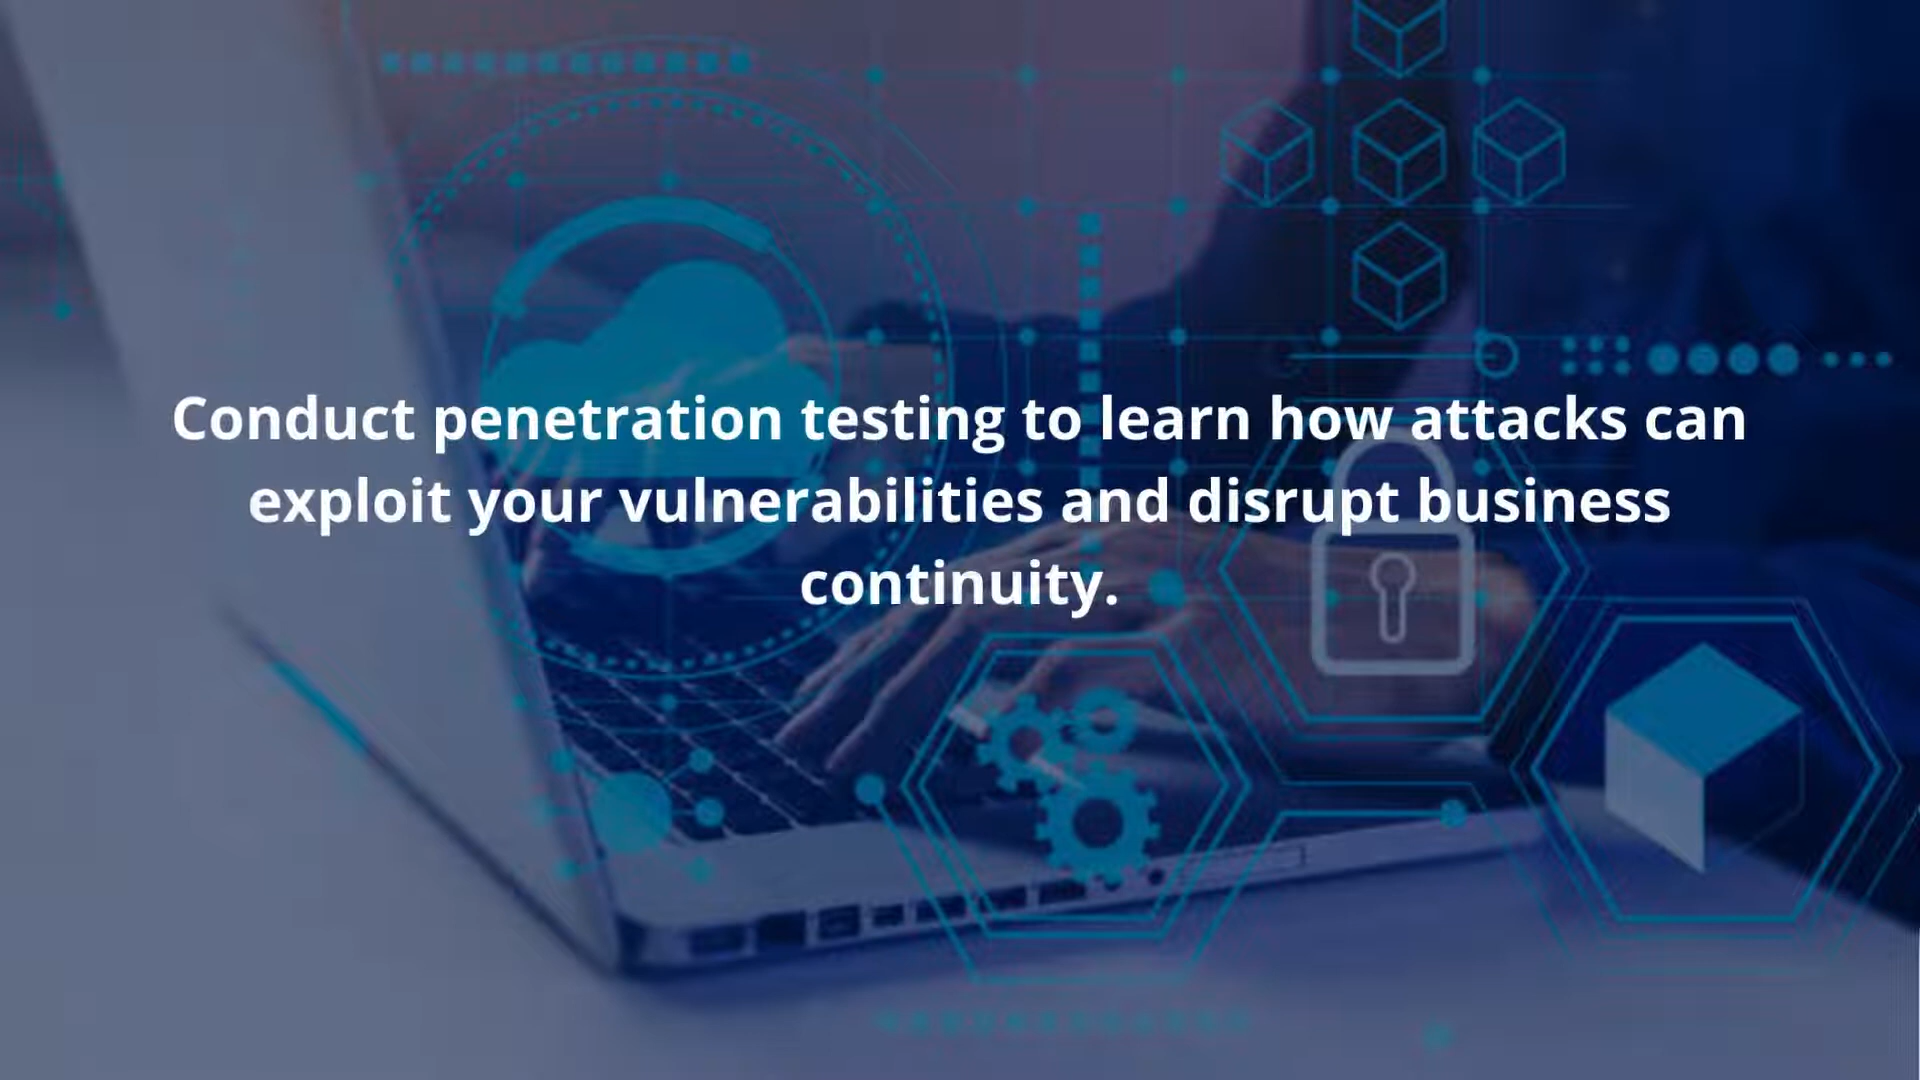 Conduct penetration testing to learn how attacks can
exploit your vulnerabilities and disrupt business
continuity.